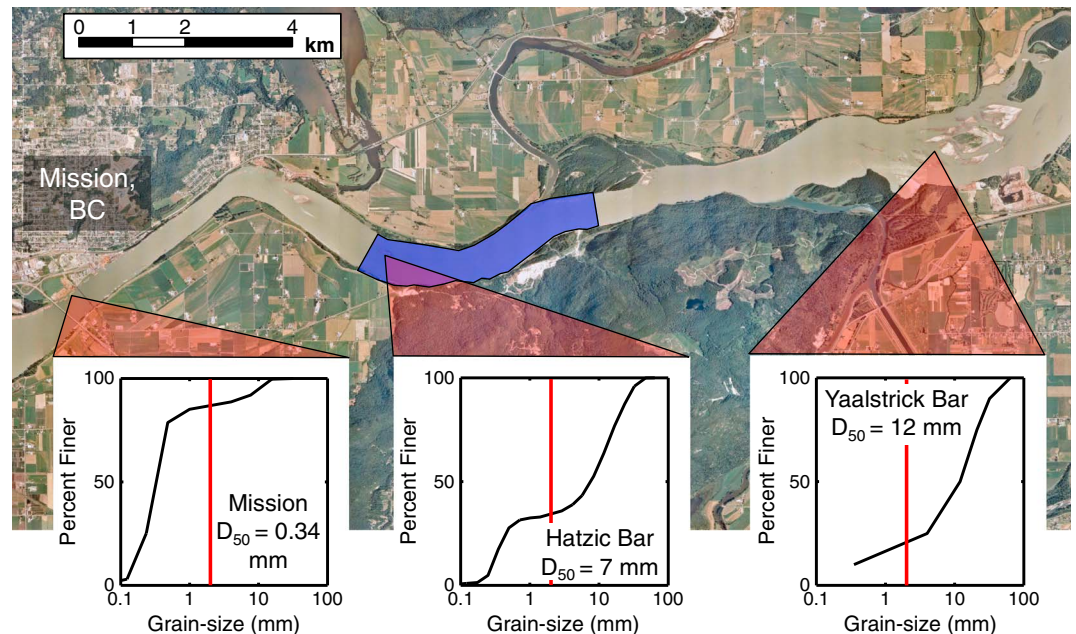 0 1 2 4
km
Mission,
BC
100
50
0
Percent Finer
0.1 1 10 100
Grain-size (mm)
Mission
D50 = 0.34
mm
100
50
0
Percent Finer
0.1 1 10 100
Grain-size (mm)
Hatzic Bar
D50 = 7 mm
100
50
0
Percent Finer
0.1 1 10 100
Grain-size (mm)
Yaalstrick Bar
D50 = 12 mm